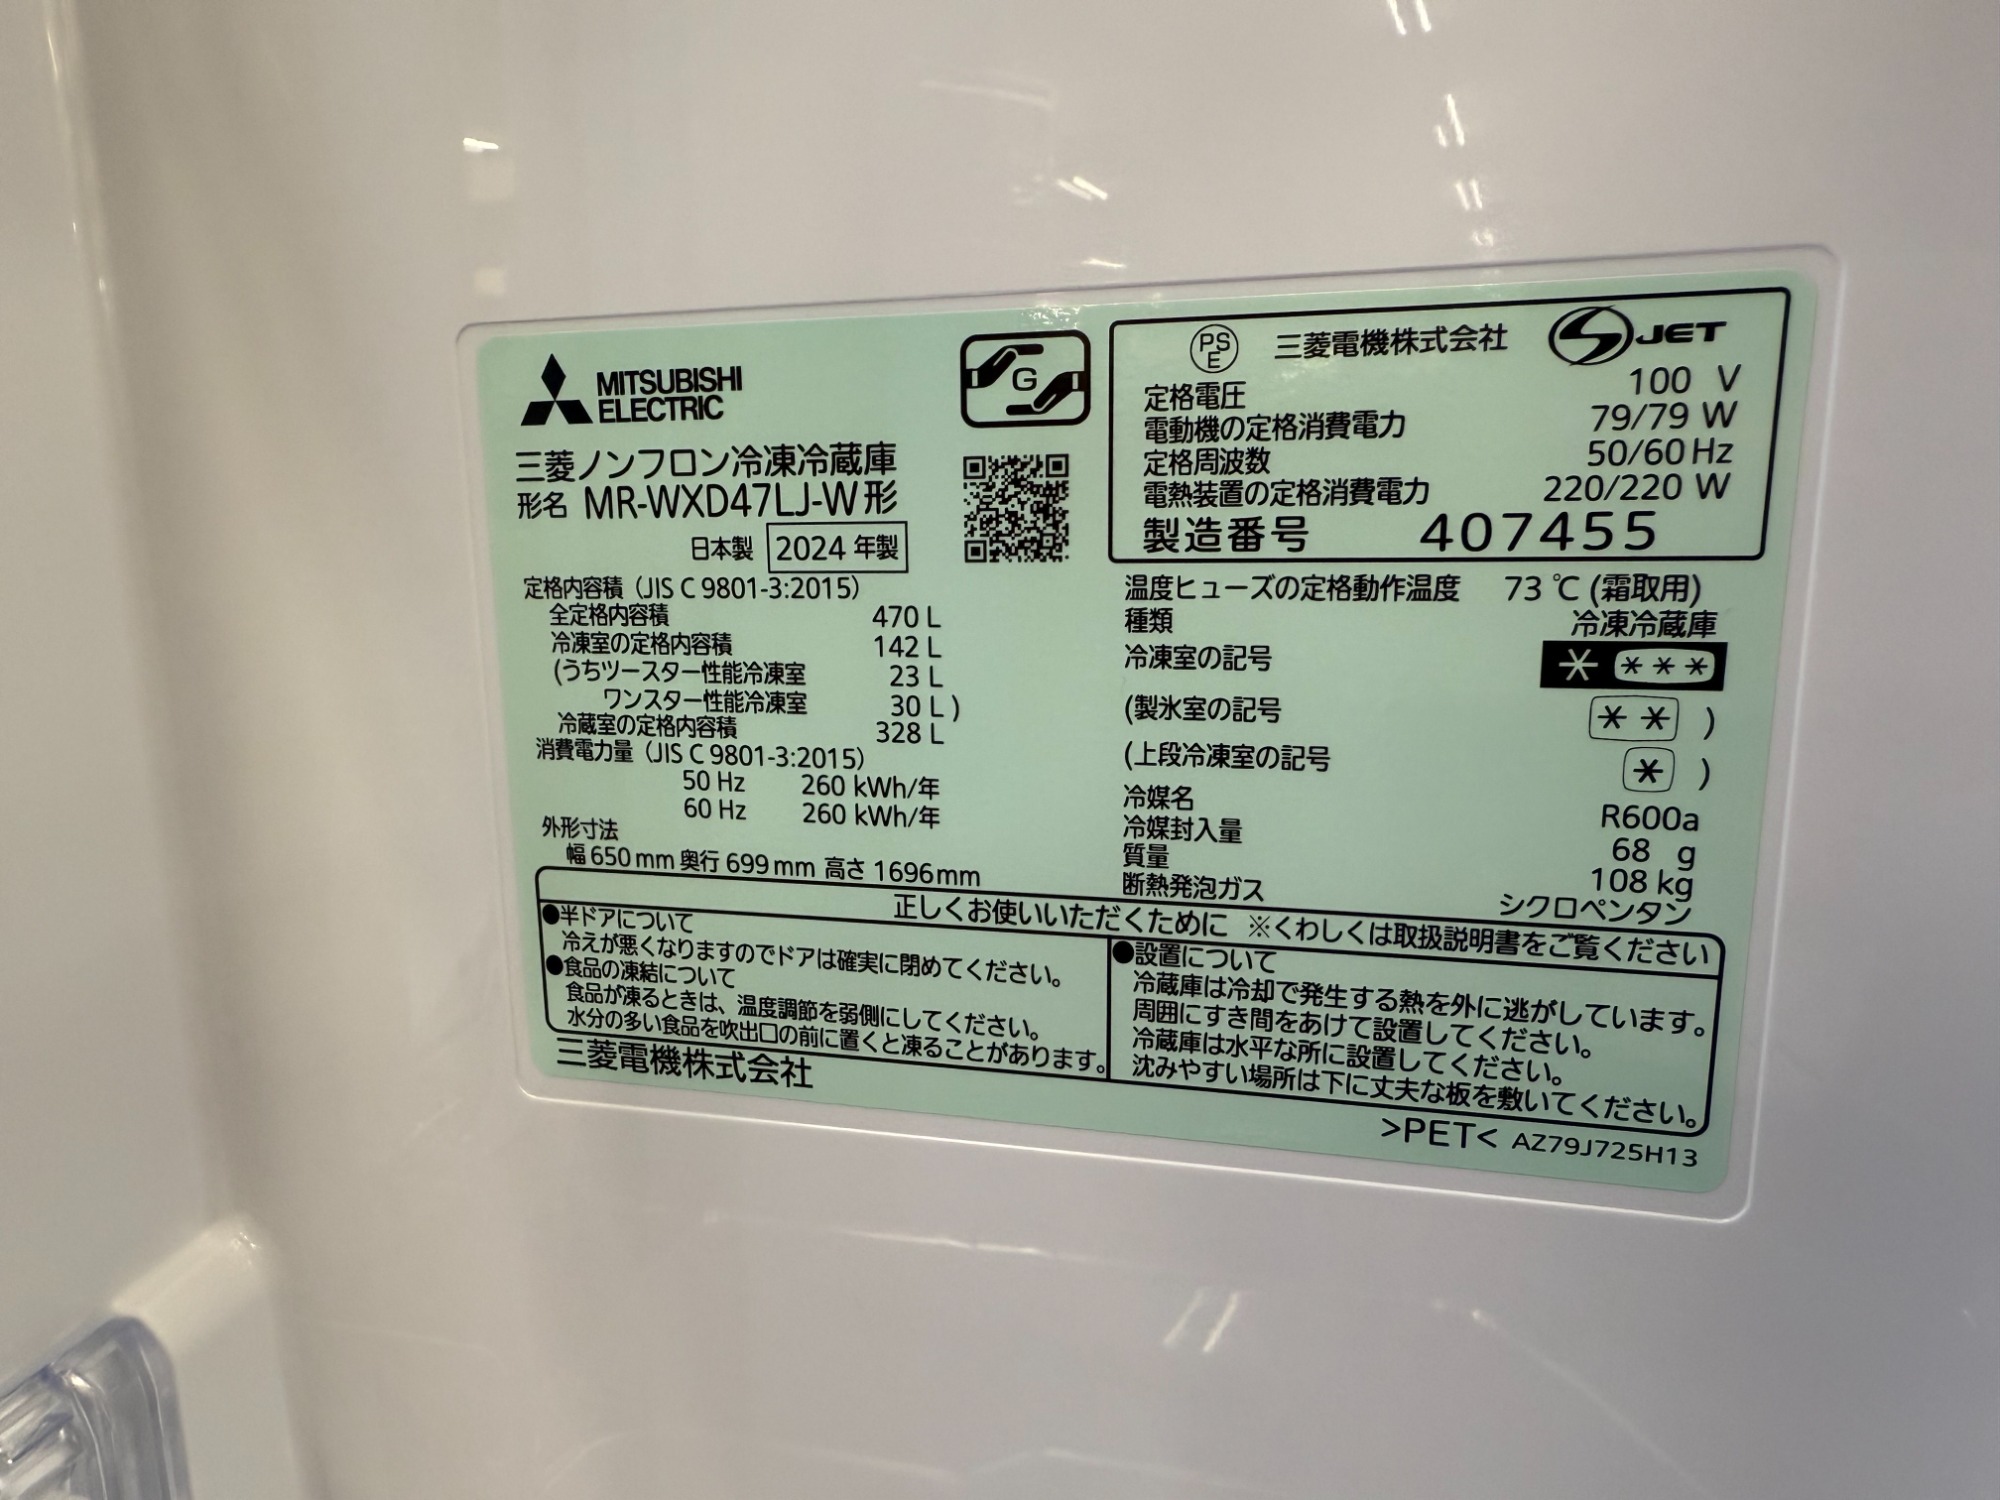 MITSUBISHI
ELECTRIC
G
三菱ノンフロン冷凍冷蔵庫
形名 MR-WXD47LJ-W形
日本製 2024 年製
定格内容積（JIS C 9801-3:2015）
全定格内容積 470 L
冷凍室の定格内容積 142 L
(うちツースター性能冷凍室 23 L
ワンスター性能冷凍室 30 L )
冷蔵室の定格内容積 328 L
消費電力量（JIS C 9801-3:2015）
50 Hz 260 kWh/年
60 Hz 260 kWh/年
外形寸法
幅 650 mm 奥行 699 mm 高さ 1696 mm
PS
E
三菱電機株式会社
S JET
定格電圧 100 V
電動機の定格消費電力 79/79 W
定格周波数 50/60 Hz
電熱装置の定格消費電力 220/220 W
製造番号 407455
温度ヒューズの定格動作温度 73 ℃ (霜取用)
種類 冷凍冷蔵庫
冷凍室の記号 * ***
(製氷室の記号 ** )
(上段冷凍室の記号 * )
冷媒名 R600a
冷媒封入量 68 g
質量 108 kg
断熱発泡ガス シクロペンタン
正しくお使いいただくために ※くわしくは取扱説明書をご覧ください
●半ドアについて
冷えが悪くなりますのでドアは確実に閉めてください。
●食品の凍結について
食品が凍るときは、温度調節を弱側にしてください。
水分の多い食品を吹出口の前に置くと凍ることがあります。
●設置について
冷蔵庫は冷却で発生する熱を外に逃がしています。
周囲にすき間をあけて設置してください。
冷蔵庫は水平な所に設置してください。
沈みやすい場所は下に丈夫な板を敷いてください。
三菱電機株式会社
>PET< AZ79J725H13